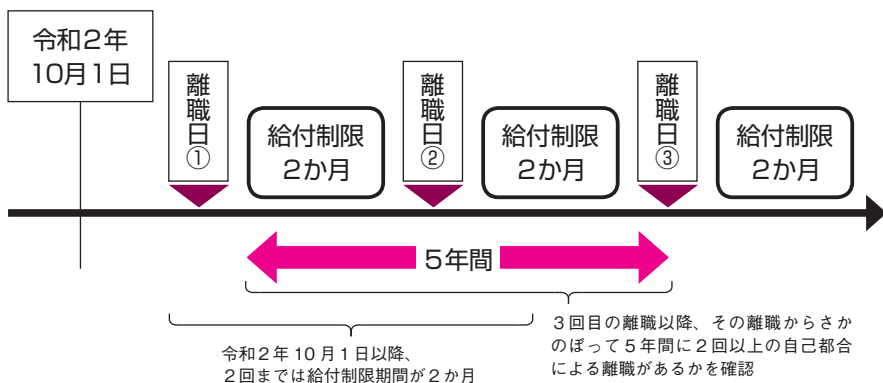 令和2年
10月1日
離職日①
給付制限
2か月
離職日②
給付制限
2か月
離職日③
給付制限
2か月
5年間
令和2年10月1日以降、
2回までは給付制限期間が2か月
3回目の離職以降、その離職からさか
のぼって5年間に2回以上の自己都合
による離職があるかを確認